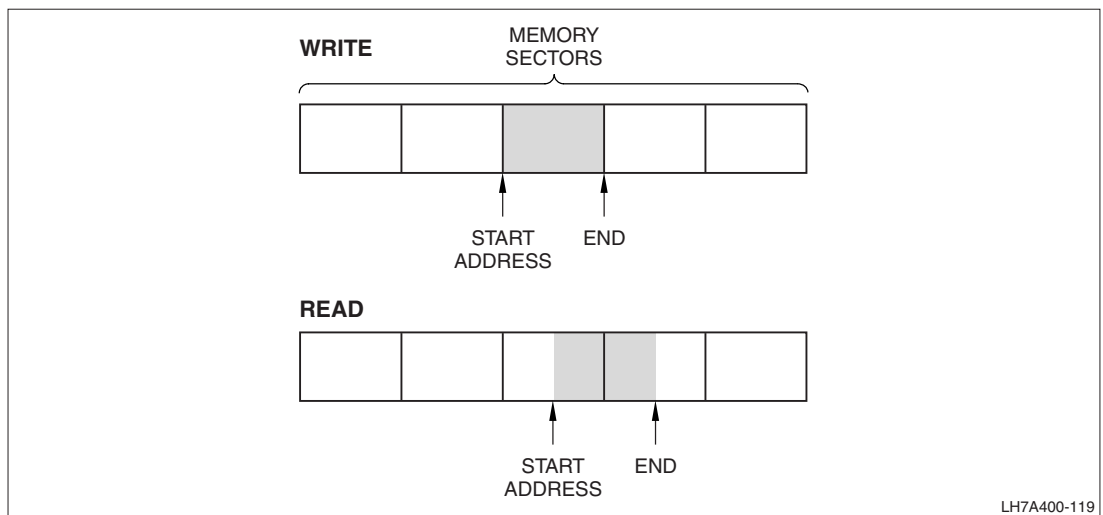 WRITE
MEMORY
SECTORS
START
ADDRESS
END
READ
START
ADDRESS
END
LH7A400-119